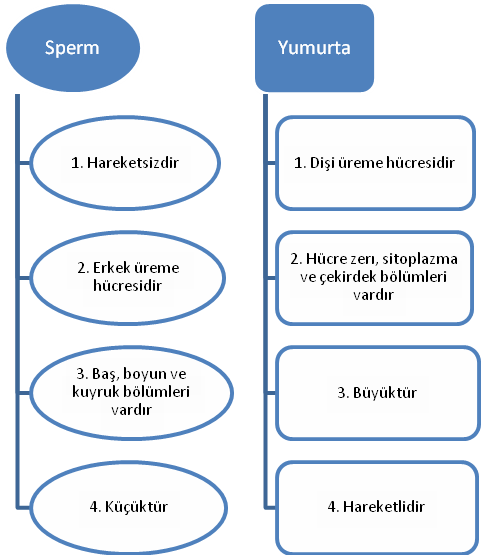 Sperm
1. Hareketsizdir
2. Erkek üreme
hücresidir
3. Baş, boyun ve
kuyruk bölümleri
vardır
4. Küçüktür
Yumurta
1. Dişi üreme hücresidir
2. Hücre zerı, sitoplazma
ve çekirdek bölümleri
vardır
3. Büyüktür
4. Hareketlidir